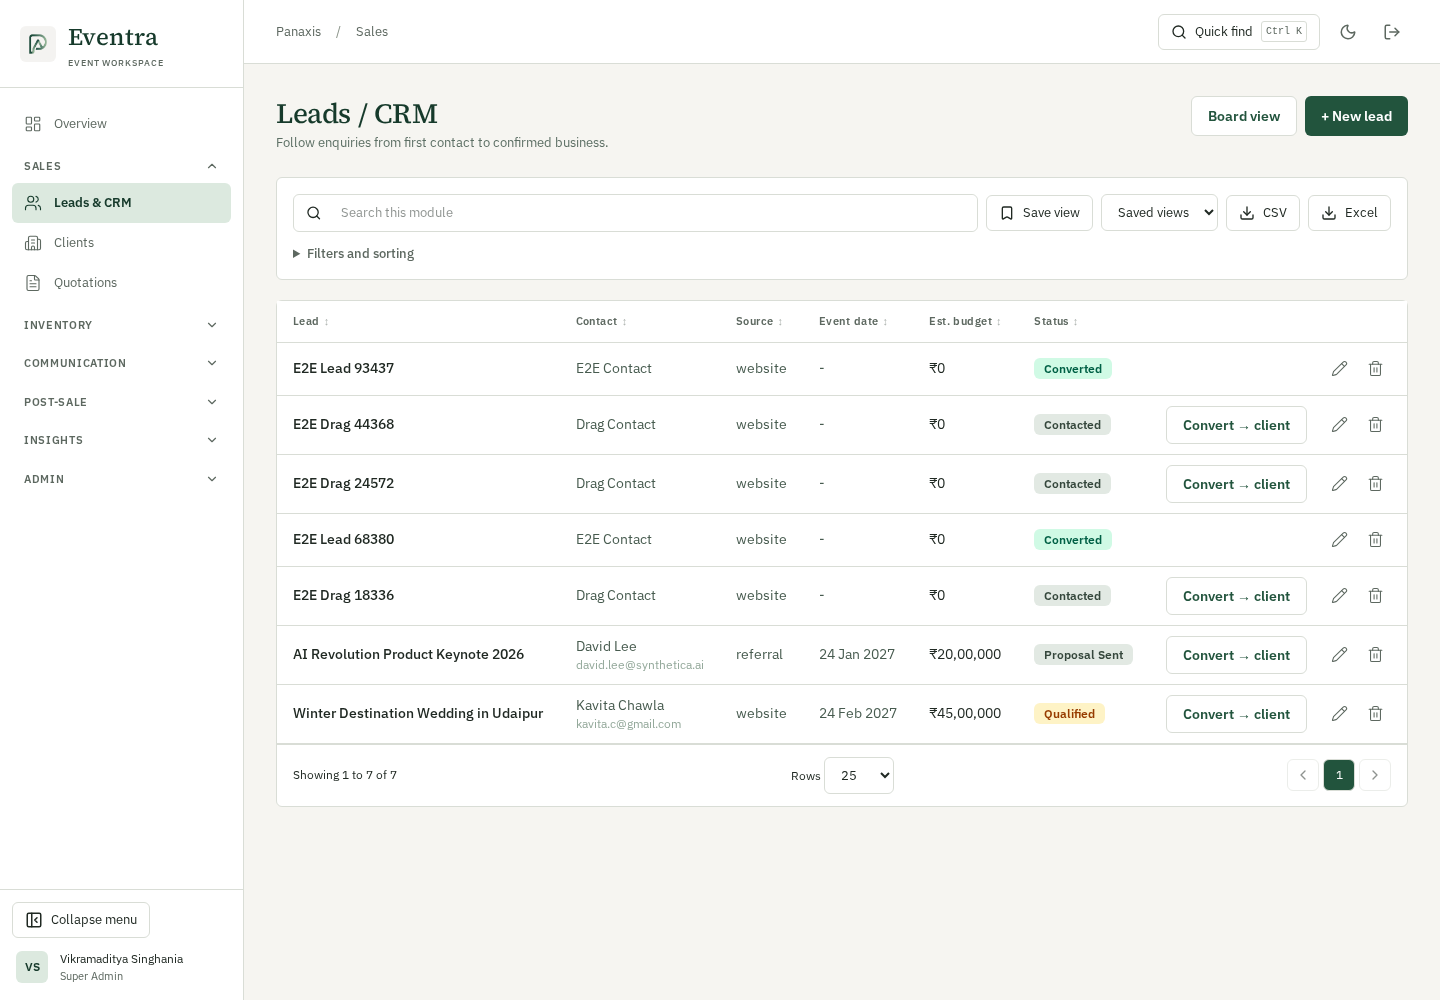 Eventra
EVENT WORKSPACE
Overview
SALES
Leads & CRM
Clients
Quotations
INVENTORY
COMMUNICATION
POST-SALE
INSIGHTS
ADMIN
Collapse menu
VS
Vikramaditya Singhania
Super Admin
Panaxis / Sales
Quick find Ctrl K
Leads / CRM
Follow enquiries from first contact to confirmed business.
Board view
+ New lead
Search this module
Save view
Saved views
CSV
Excel
Filters and sorting
Lead ↕ Contact ↕ Source ↕ Event date ↕ Est. budget ↕ Status ↕
E2E Lead 93437 E2E Contact website - ₹0 Converted
E2E Drag 44368 Drag Contact website - ₹0 Contacted Convert → client
E2E Drag 24572 Drag Contact website - ₹0 Contacted Convert → client
E2E Lead 68380 E2E Contact website - ₹0 Converted
E2E Drag 18336 Drag Contact website - ₹0 Contacted Convert → client
AI Revolution Product Keynote 2026 David Lee referral 24 Jan 2027 ₹20,00,000 Proposal Sent Convert → client
david.lee@synthetica.ai
Winter Destination Wedding in Udaipur Kavita Chawla website 24 Feb 2027 ₹45,00,000 Qualified Convert → client
kavita.c@gmail.com
Showing 1 to 7 of 7
Rows 25
1